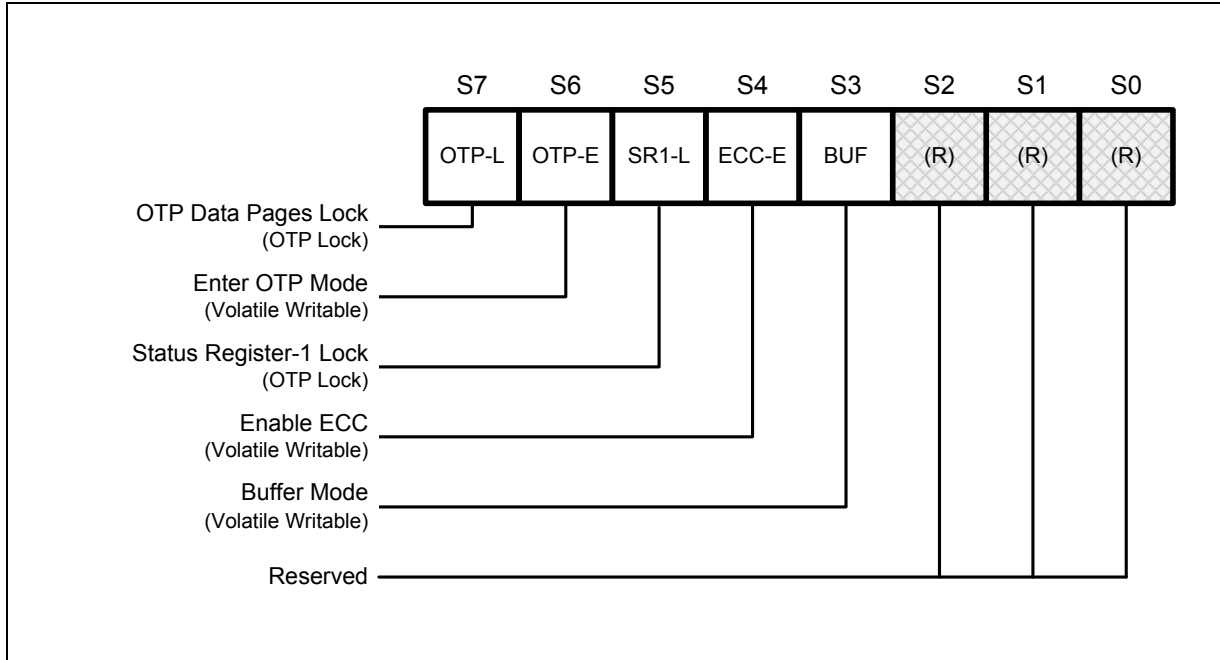 S7 S6 S5 S4 S3 S2 S1 S0
OTP-L OTP-E SR1-L ECC-E BUF (R) (R) (R)
OTP Data Pages Lock
(OTP Lock)
Enter OTP Mode
(Volatile Writable)
Status Register-1 Lock
(OTP Lock)
Enable ECC
(Volatile Writable)
Buffer Mode
(Volatile Writable)
Reserved